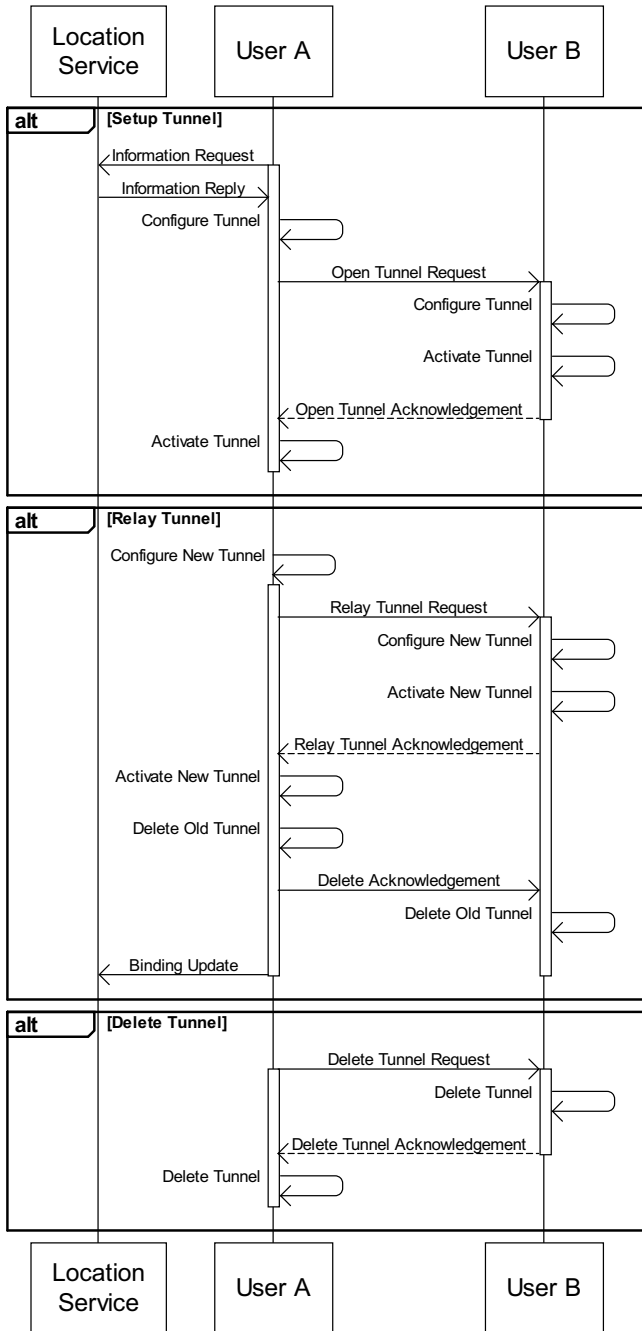 Location
Service
User A
User B
alt
[Setup Tunnel]
Information Request
Information Reply
Configure Tunnel
Open Tunnel Request
Configure Tunnel
Activate Tunnel
Open Tunnel Acknowledgement
Activate Tunnel
alt
[Relay Tunnel]
Configure New Tunnel
Relay Tunnel Request
Configure New Tunnel
Activate New Tunnel
Relay Tunnel Acknowledgement
Activate New Tunnel
Delete Old Tunnel
Delete Acknowledgement
Delete Old Tunnel
Binding Update
alt
[Delete Tunnel]
Delete Tunnel Request
Delete Tunnel
Delete Tunnel Acknowledgement
Delete Tunnel
Location
Service
User A
User B